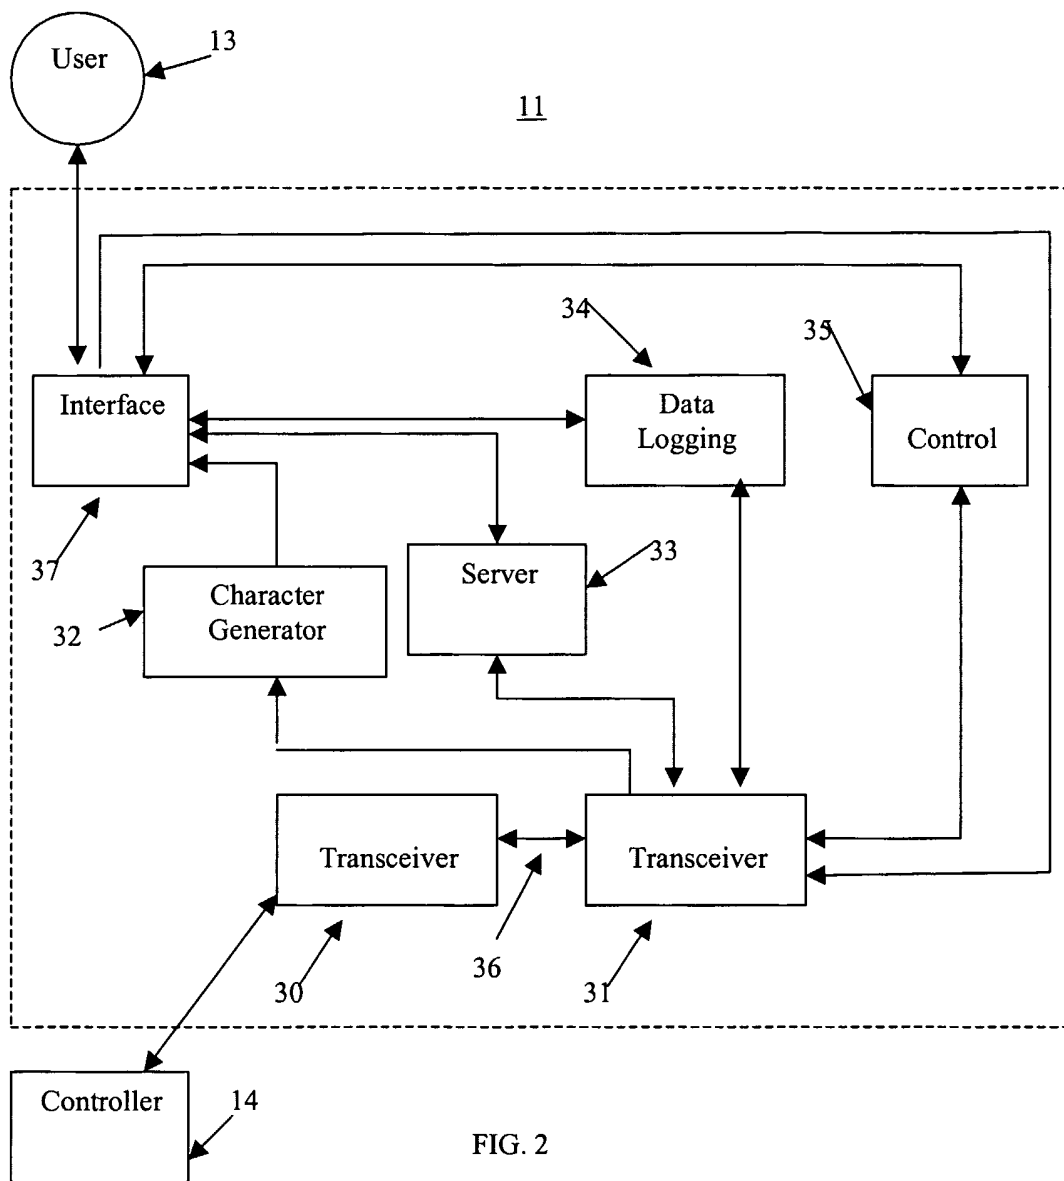 User
13
11
34
35
Interface
Data
Logging
Control
37
33
Server
Character
Generator
32
Transceiver
Transceiver
36
30
31
Controller
14
FIG. 2